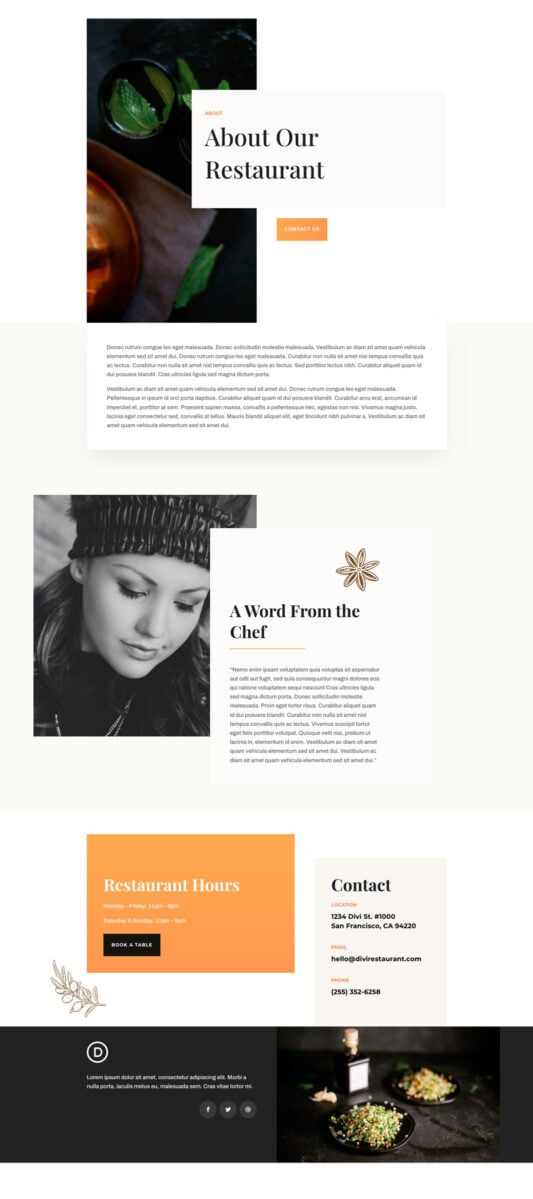 ABOUT
About Our
Restaurant
CONTACT US
Donec rutrum congue leo eget malesuada. Donec sollicitudin molestie malesuada. Vestibulum ac diam sit amet quam vehicula
elementum sed sit amet dui. Donec rutrum congue leo eget malesuada. Curabitur non nulla sit amet nisl tempus convallis quis
ac lectus. Curabitur non nulla sit amet nisl tempus convallis quis ac lectus. Sed porttitor lectus nibh. Curabitur aliquet quam id
dui posuere blandit. Cras ultricies ligula sed magna dictum porta.
Vestibulum ac diam sit amet quam vehicula elementum sed sit amet dui. Donec rutrum congue leo eget malesuada.
Pellentesque in ipsum id orci porta dapibus. Curabitur aliquet quam id dui posuere blandit. Curabitur arcu erat, accumsan id
imperdiet et, porttitor at sem. Praesent sapien massa, convallis a pellentesque nec, egestas non nisi. Vivamus magna justo,
lacinia eget consectetur sed, convallis at tellus. Mauris blandit aliquet elit, eget tincidunt nibh pulvinar a. Vestibulum ac diam sit
amet quam vehicula elementum sed sit amet dui.
A Word From the
Chef
"Nemo enim ipsam voluptatem quia voluptas sit aspernatur
aut odit aut fugit, sed quia consequuntur magni dolores eos
qui ratione voluptatem sequi nesciunt Cras ultricies ligula
sed magna dictum porta. Donec sollicitudin molestie
malesuada. Proin eget tortor risus. Curabitur aliquet quam
id dui posuere blandit. Curabitur non nulla sit amet nisl
tempus convallis quis ac lectus. Vivamus suscipit tortor
eget felis porttitor volutpat. Quisque velit nisi, pretium ut
lacinia in, elementum id enim. Vestibulum ac diam sit amet
quam vehicula elementum sed sit amet dui. Vestibulum ac
diam sit amet quam vehicula elementum sed sit amet dui."
Restaurant Hours
Monday – Friday: 11am – 9pm
Saturday & Sunday: 11am – 5pm
BOOK A TABLE
Contact
LOCATION
1234 Divi St. #1000
San Francisco, CA 94220
EMAIL
hello@divirestaurant.com
PHONE
(255) 352-6258
D
Lorem ipsum dolor sit amet, consectetur adipiscing elit. Morbi a
nulla porta, iaculis metus eu, malesuada sem. Cras vitae tortor mi.